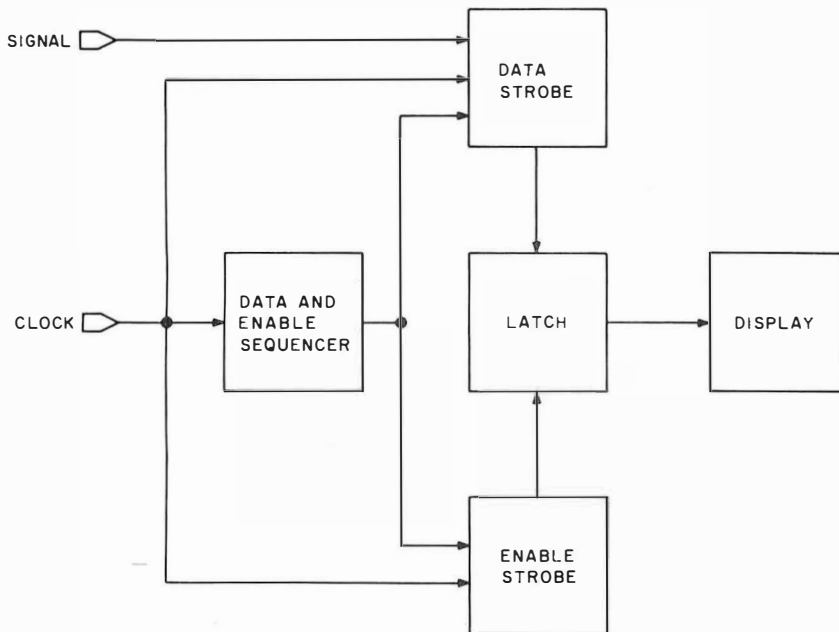 SIGNAL
DATA
STROBE
CLOCK
DATA AND
ENABLE
SEQUENCER
LATCH
DISPLAY
ENABLE
STROBE